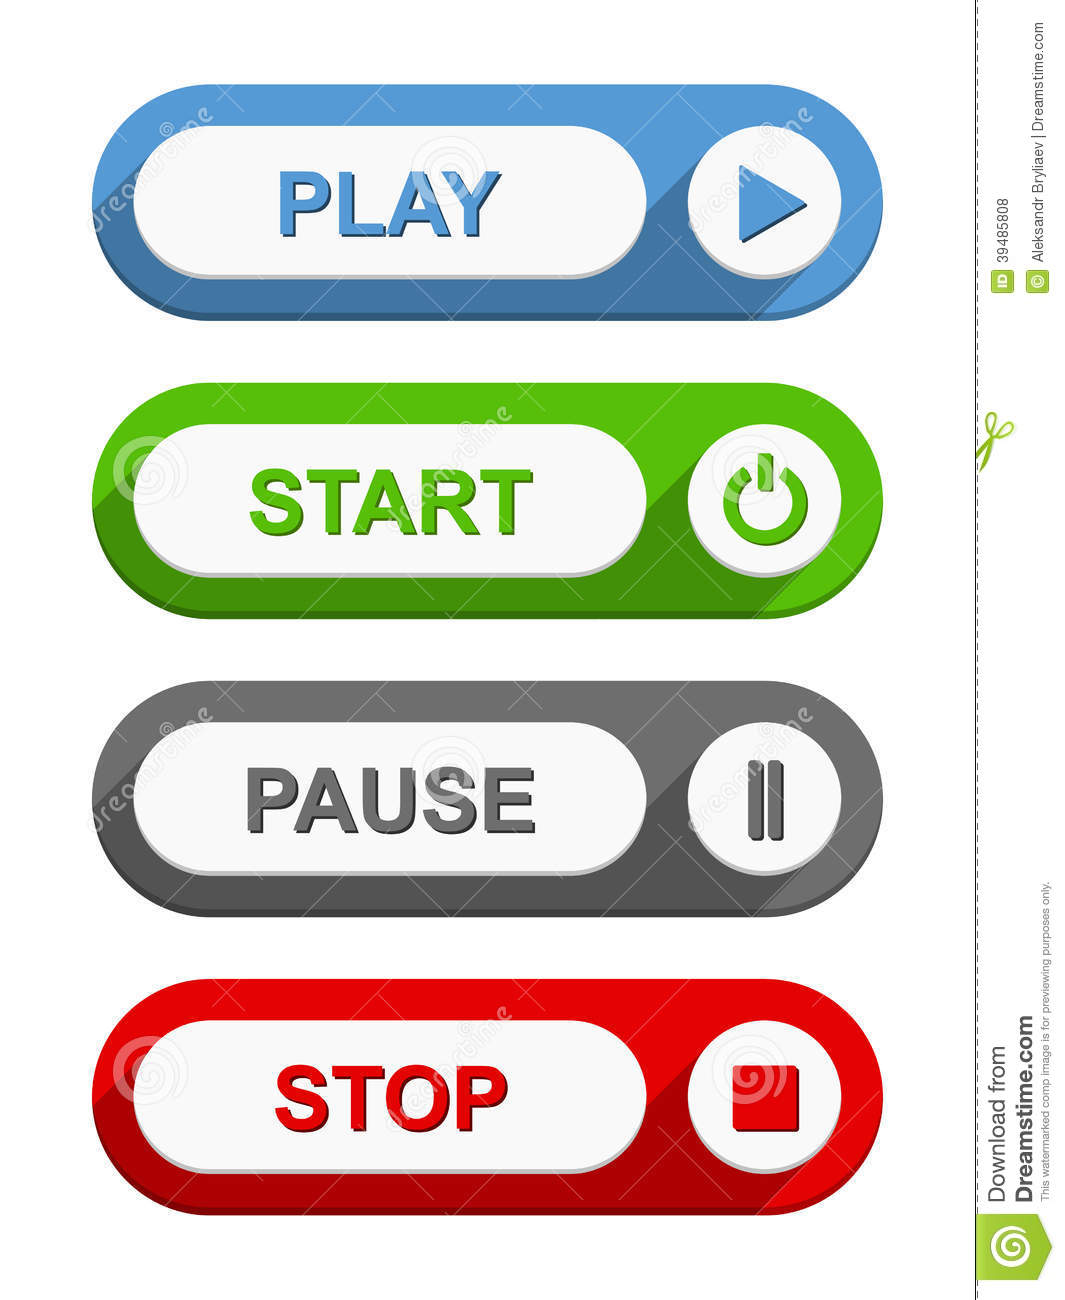 PLAY
START
PAUSE
STOP
ID 39485808
© Aleksandr Bryliaev | Dreamstime.com
Download from
Dreamstime.com
This watermarked comp image is for previewing purposes only.